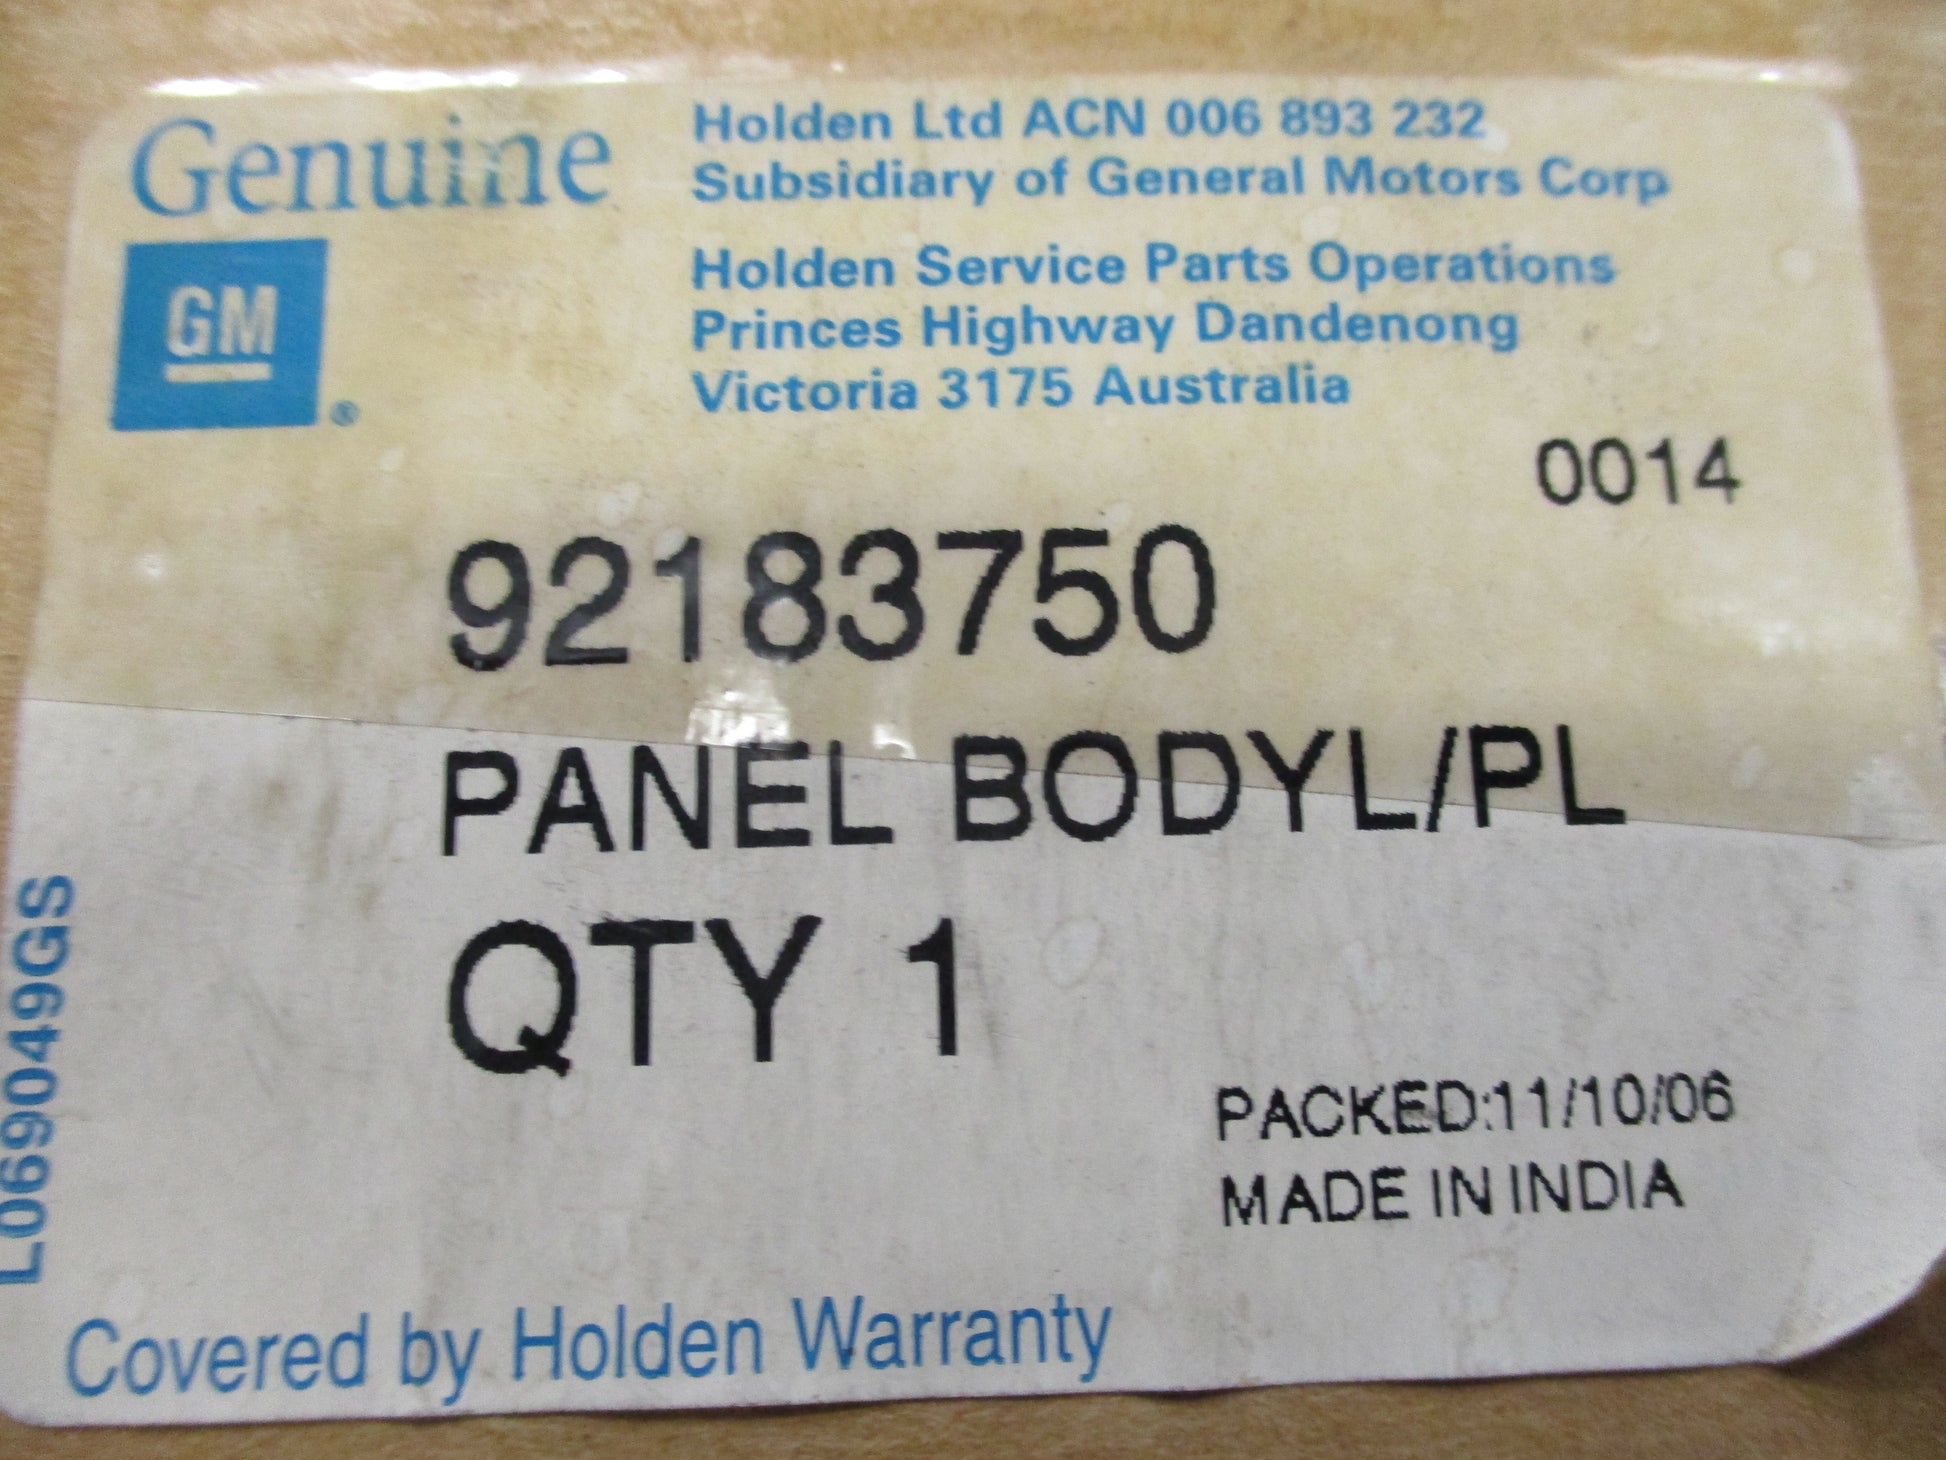 Genuine
GM
®
Holden Ltd ACN 006 893 232
Subsidiary of General Motors Corp
Holden Service Parts Operations
Princes Highway Dandenong
Victoria 3175 Australia
0014
92183750
PANEL BODYL/PL
QTY 1
PACKED:11/10/06
MADE IN INDIA
L069049GS
Covered by Holden Warranty